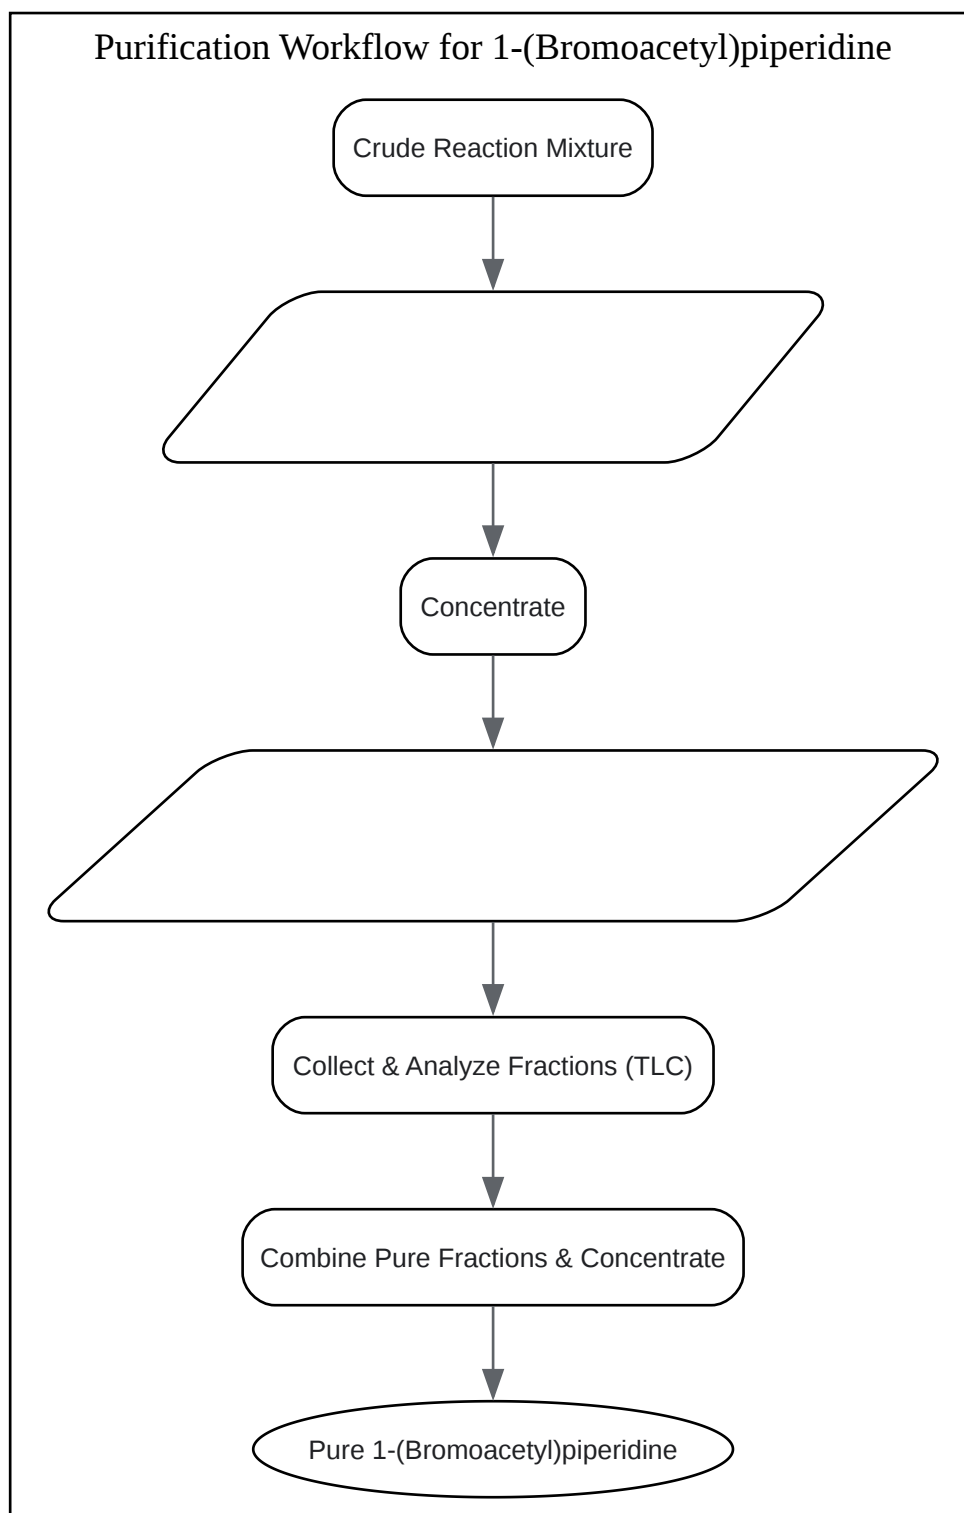 Purification Workflow for 1-(Bromoacetyl)piperidine
Crude Reaction Mixture
Concentrate
Collect & Analyze Fractions (TLC)
Combine Pure Fractions & Concentrate
Pure 1-(Bromoacetyl)piperidine